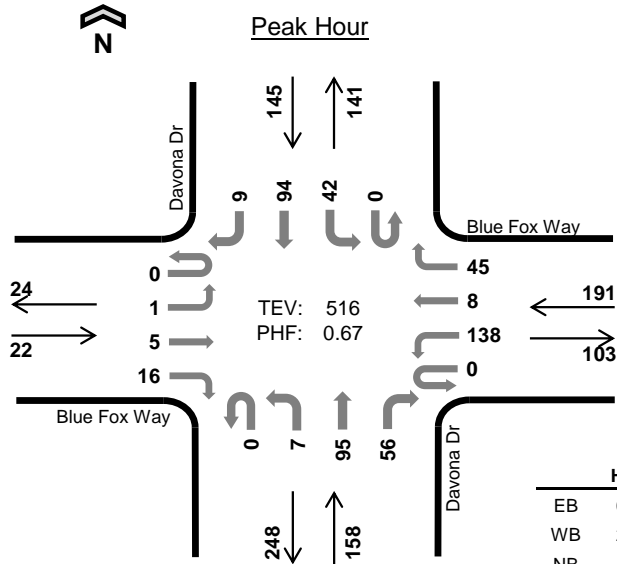 Peak Hour
N
145
141
Davona Dr
9
94
42
0
Blue Fox Way
0
1
5
16
24
22
TEV: 516
PHF: 0.67
45
8
138
0
191
103
Blue Fox Way
0
7
95
56
Davona Dr
248
158
EB
WB
NB